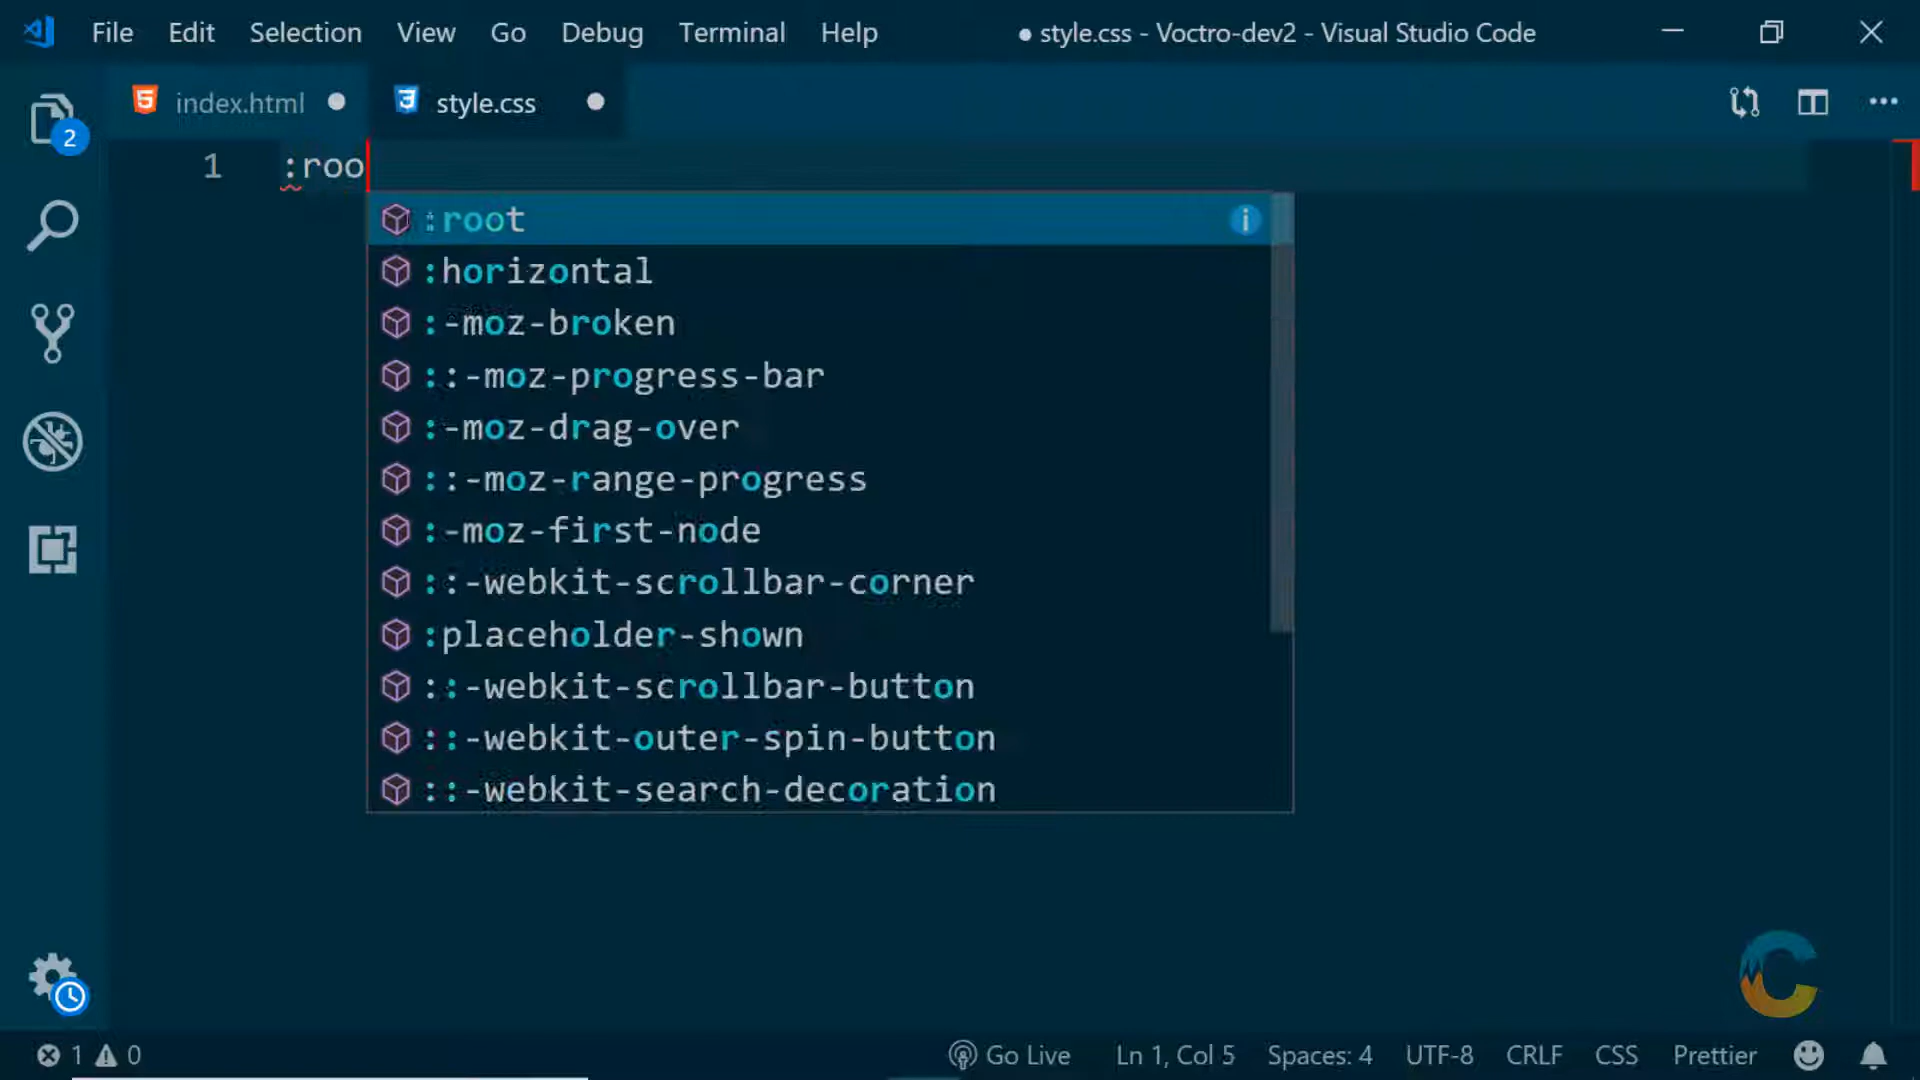 File Edit Selection View Go Debug Terminal Help ● style.css - Voctro-dev2 - Visual Studio Code
index.html ● style.css ●
2
1 :roo
:root
:horizontal
:-moz-broken
::-moz-progress-bar
:-moz-drag-over
::-moz-range-progress
:-moz-first-node
::-webkit-scrollbar-corner
:placeholder-shown
::-webkit-scrollbar-button
::-webkit-outer-spin-button
::-webkit-search-decoration
1 0 Go Live Ln 1, Col 5 Spaces: 4 UTF-8 CRLF CSS Prettier